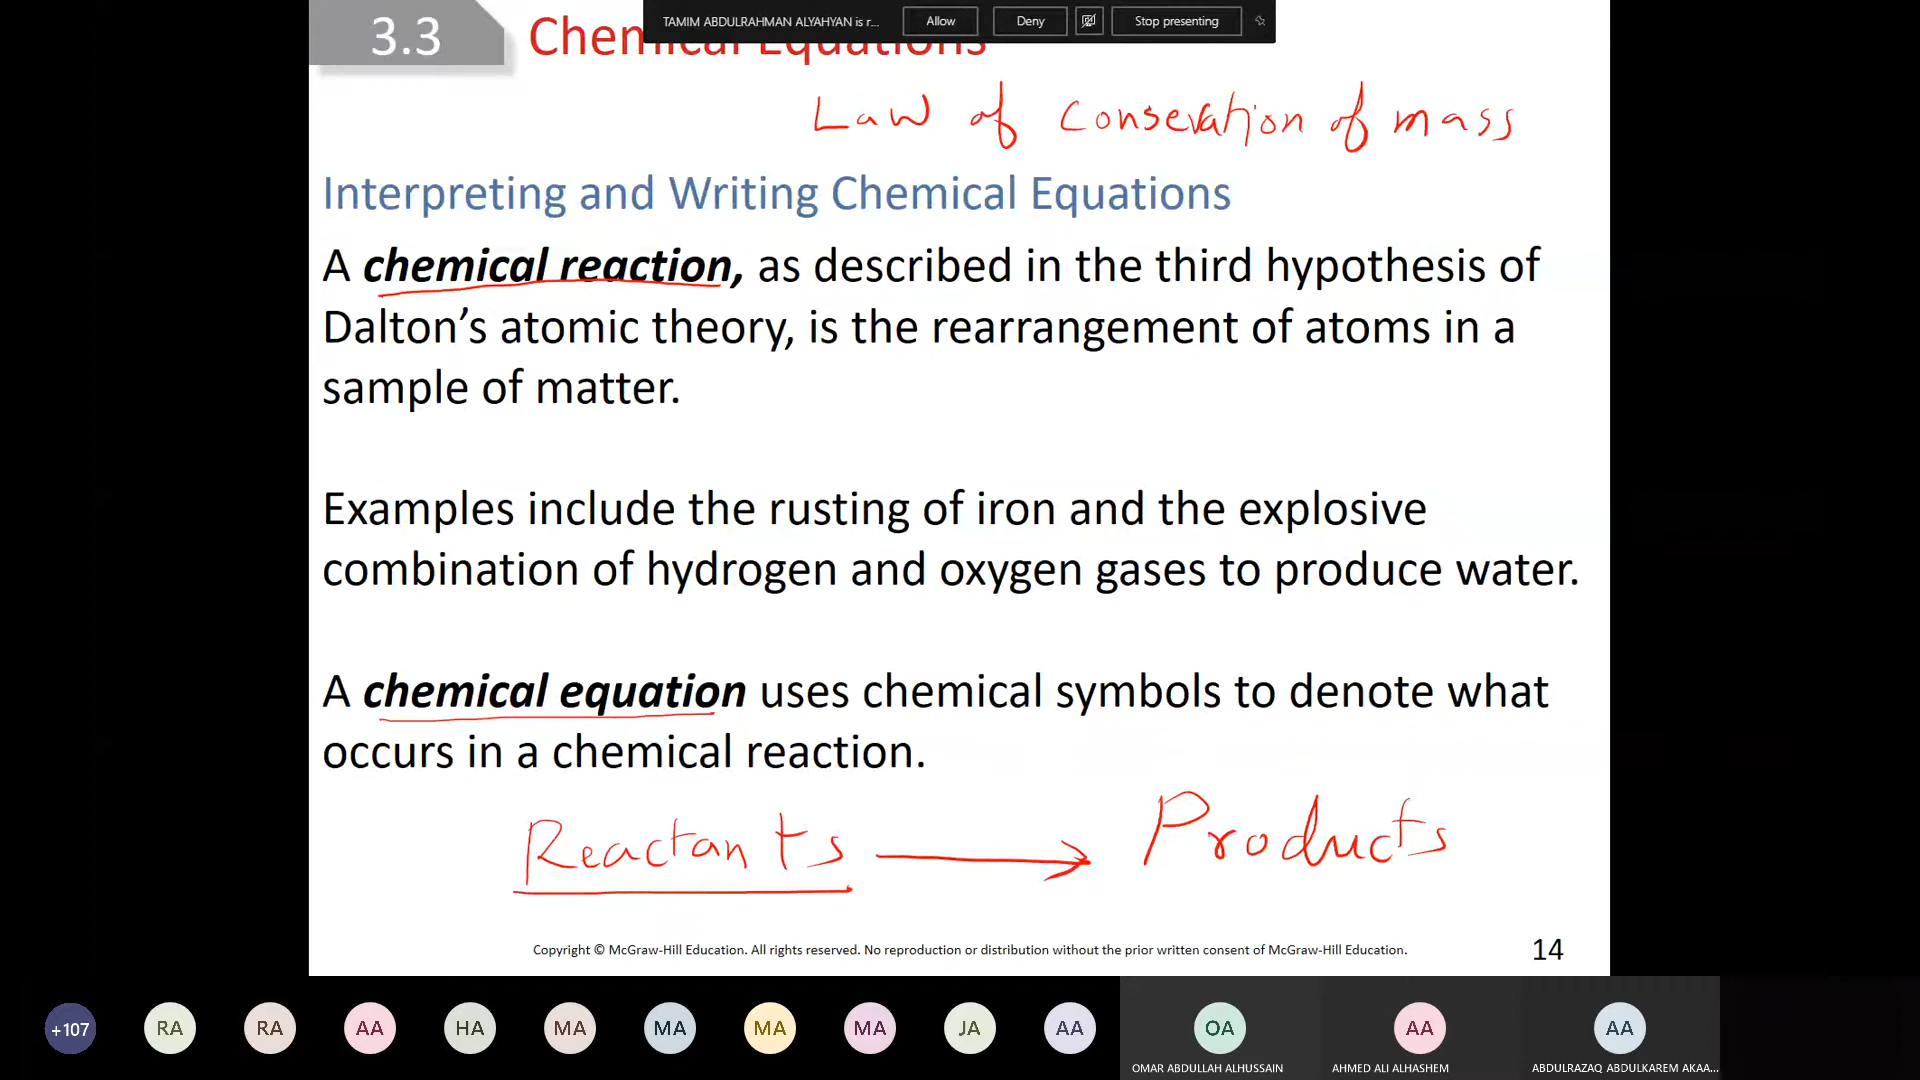 TAMIM ABDULRAHMAN ALYAHYAN is r... Allow Deny Stop presenting
3.3 Chemical Equations
Law of Consevation of mass
Interpreting and Writing Chemical Equations
A chemical reaction, as described in the third hypothesis of
Dalton’s atomic theory, is the rearrangement of atoms in a
sample of matter.
Examples include the rusting of iron and the explosive
combination of hydrogen and oxygen gases to produce water.
A chemical equation uses chemical symbols to denote what
occurs in a chemical reaction.
Reactants → Products
Copyright © McGraw-Hill Education. All rights reserved. No reproduction or distribution without the prior written consent of McGraw-Hill Education. 14
+107 RA RA AA HA MA MA MA MA JA AA OA AA AA
OMAR ABDULLAH ALHUSSAIN AHMED ALI ALHASHEM ABDULRAZAQ ABDULKAREM AKAA...